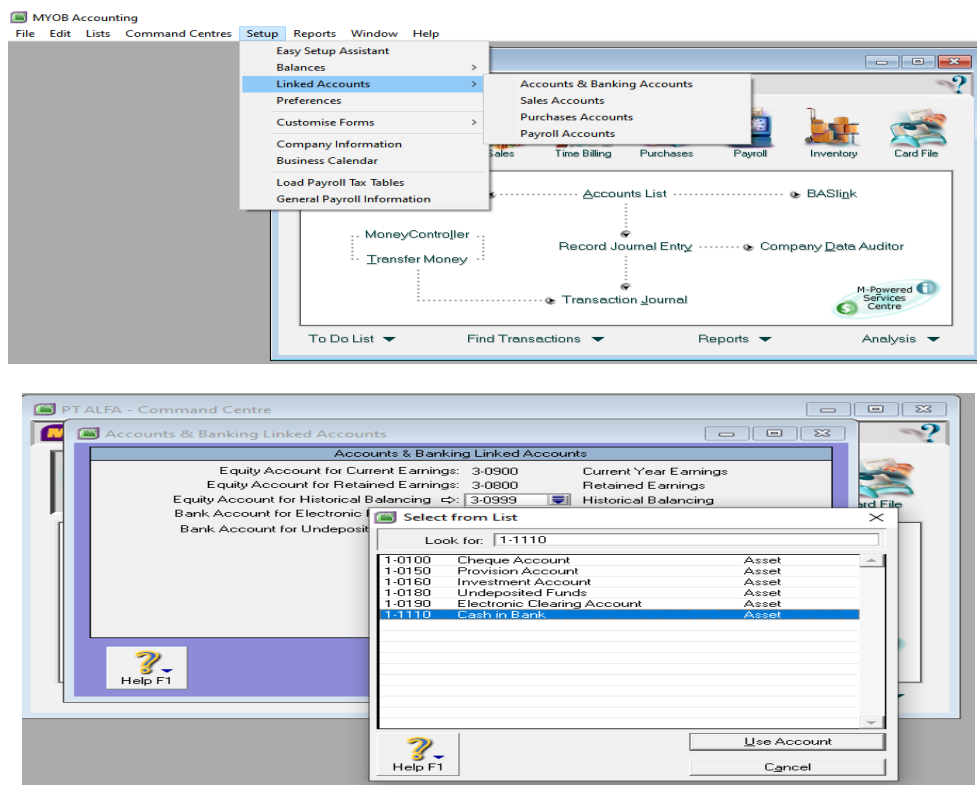 MYOB Accounting
File Edit Lists Command Centres Setup Reports Window Help
Easy Setup Assistant
Balances
Linked Accounts
Preferences
Customise Forms
Company Information
Business Calendar
Load Payroll Tax Tables
General Payroll Information
Accounts & Banking Accounts
Sales Accounts
Purchases Accounts
Payroll Accounts
Sales Time Billing Purchases Payroll Inventory Card File
Accounts List BASlink
MoneyController
Transfer Money
Record Journal Entry Company Data Auditor
Transaction Journal
M-Powered
Services
Centre
To Do List Find Transactions Reports Analysis
PT ALFA - Command Centre
Accounts & Banking Linked Accounts
Accounts & Banking Linked Accounts
Equity Account for Current Earnings: 3-0900 Current Year Earnings
Equity Account for Retained Earnings: 3-0800 Retained Earnings
Equity Account for Historical Balancing : 3-0999 Historical Balancing
Bank Account for Electronic
Bank Account for Undeposit
rd File
Select from List
Look for: 1-1110
1-0100 Cheque Account Asset
1-0150 Provision Account Asset
1-0160 Investment Account Asset
1-0180 Undeposited Funds Asset
1-0190 Electronic Clearing Account Asset
1-1110 Cash in Bank Asset
Help F1
Help F1
Use Account
Cancel